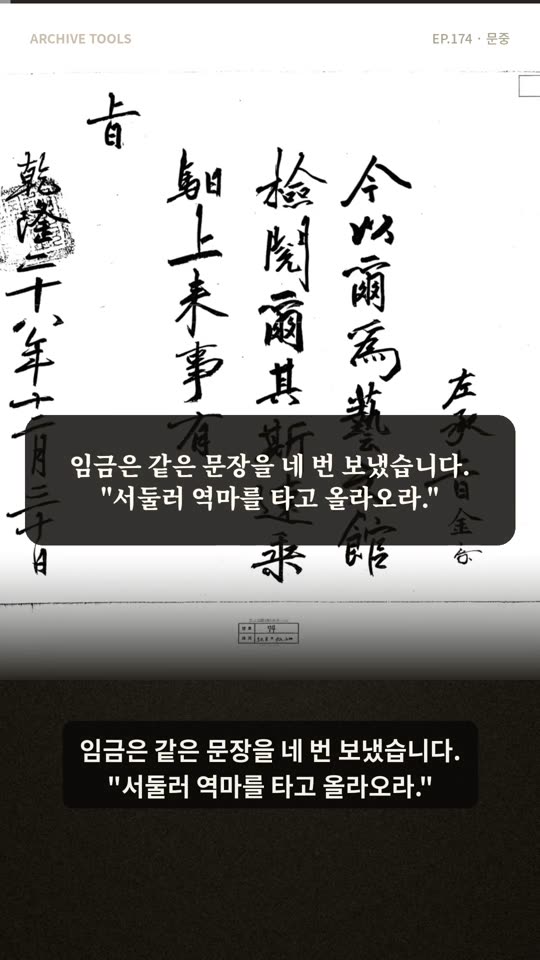 ARCHIVE TOOLS
EP.174 · 문중
左承旨金
今以爾爲藝文館
檢閱爾其斯速乘
馹上来事有
旨
乾隆二十八年十二月三十日
임금은 같은 문장을 네 번 보냈습니다.
"서둘러 역마를 타고 올라오라."
임금은 같은 문장을 네 번 보냈습니다.
"서둘러 역마를 타고 올라오라."